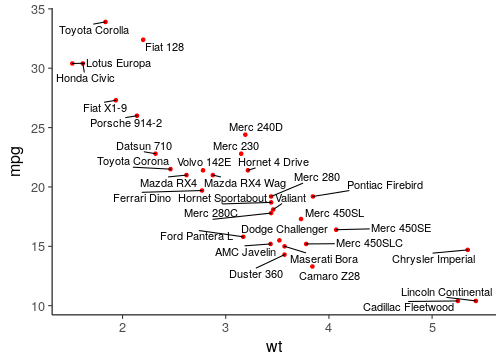 35
Toyota Corolla
Fiat 128
30
Lotus Europa
Honda Civic
Fiat X1-9
Porsche 914-2
25
Merc 240D
Datsun 710
Merc 230
Toyota Corona
Volvo 142E
Hornet 4 Drive
mpg
20
Mazda RX4
Mazda RX4 Wag
Merc 280
Pontiac Firebird
Ferrari Dino
Hornet Sportabout
Valiant
Merc 280C
Merc 450SL
Ford Pantera L
Dodge Challenger
Merc 450SE
15
AMC Javelin
Merc 450SLC
Maserati Bora
Chrysler Imperial
Duster 360
Camaro Z28
Lincoln Continental
10
Cadillac Fleetwood
2
3
4
5
wt